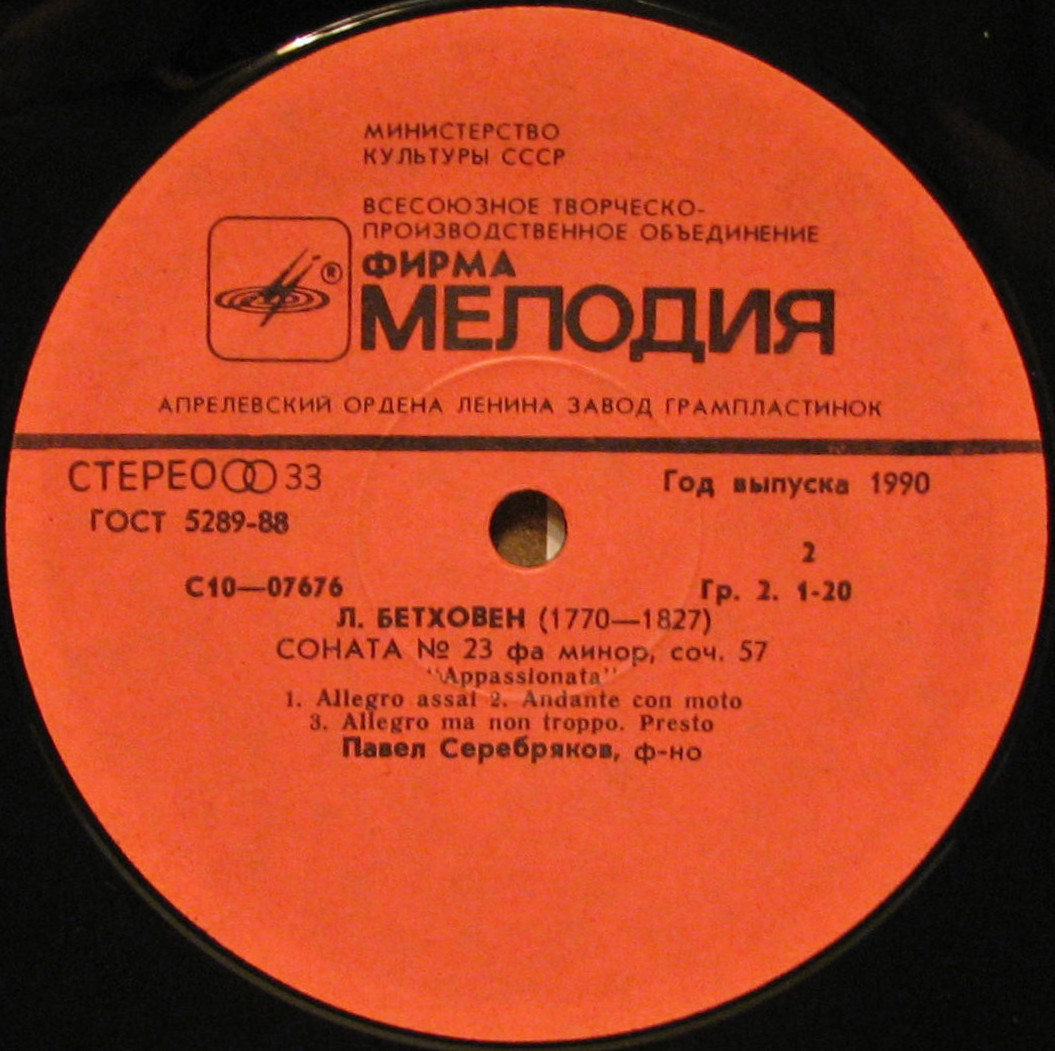 МИНИСТЕРСТВО
КУЛЬТУРЫ СССР
ВСЕСОЮЗНОЕ ТВОРЧЕСКО-
ПРОИЗВОДСТВЕННОЕ ОБЪЕДИНЕНИЕ
ФИРМА
®
МЕЛОДИЯ
АПРЕЛЕВСКИЙ ОРДЕНА ЛЕНИНА ЗАВОД ГРАМПЛАСТИНОК
СТЕРЕО 33
Год выпуска 1990
ГОСТ 5289-88
2
С10—07676
Гр. 2. 1-20
Л. БЕТХОВЕН (1770—1827)
СОНАТА № 23 фа минор, соч. 57
"Appassionata"
1. Allegro assai 2. Andante con moto
3. Allegro ma non troppo. Presto
Павел Серебряков, ф-но